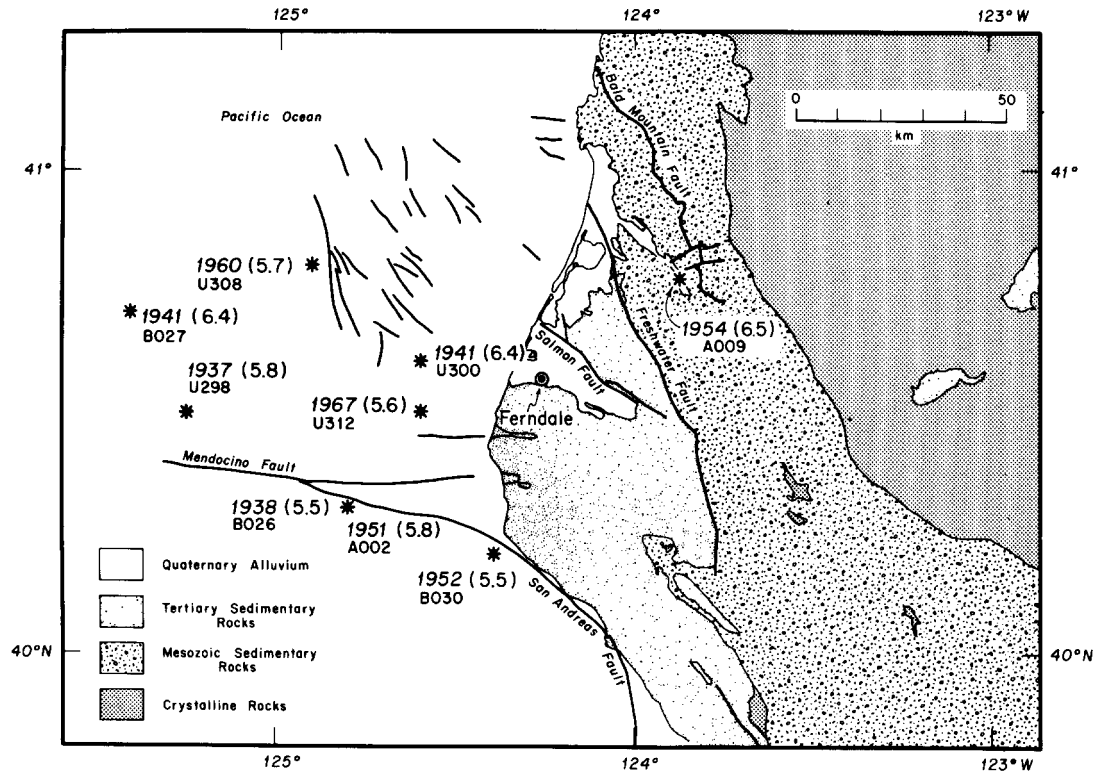 125°
124°
123° W
Pacific Ocean
Bald Mountain Fault
0
50
km
41°
41°
1960 (5.7)
U308
1941 (6.4)
B027
1937 (5.8)
U298
1941 (6.4)
U300
1967 (5.6)
U312
Salmon Fault
Freshwater Fault
1954 (6.5)
A009
Ferndale
Mendocino Fault
1938 (5.5)
B026
1951 (5.8)
A002
1952 (5.5)
B030
San Andreas Fault
Quaternary Alluvium
Tertiary Sedimentary
Rocks
Mesozoic Sedimentary
Rocks
Crystalline Rocks
40°N
40°N
125°
124°
123° W